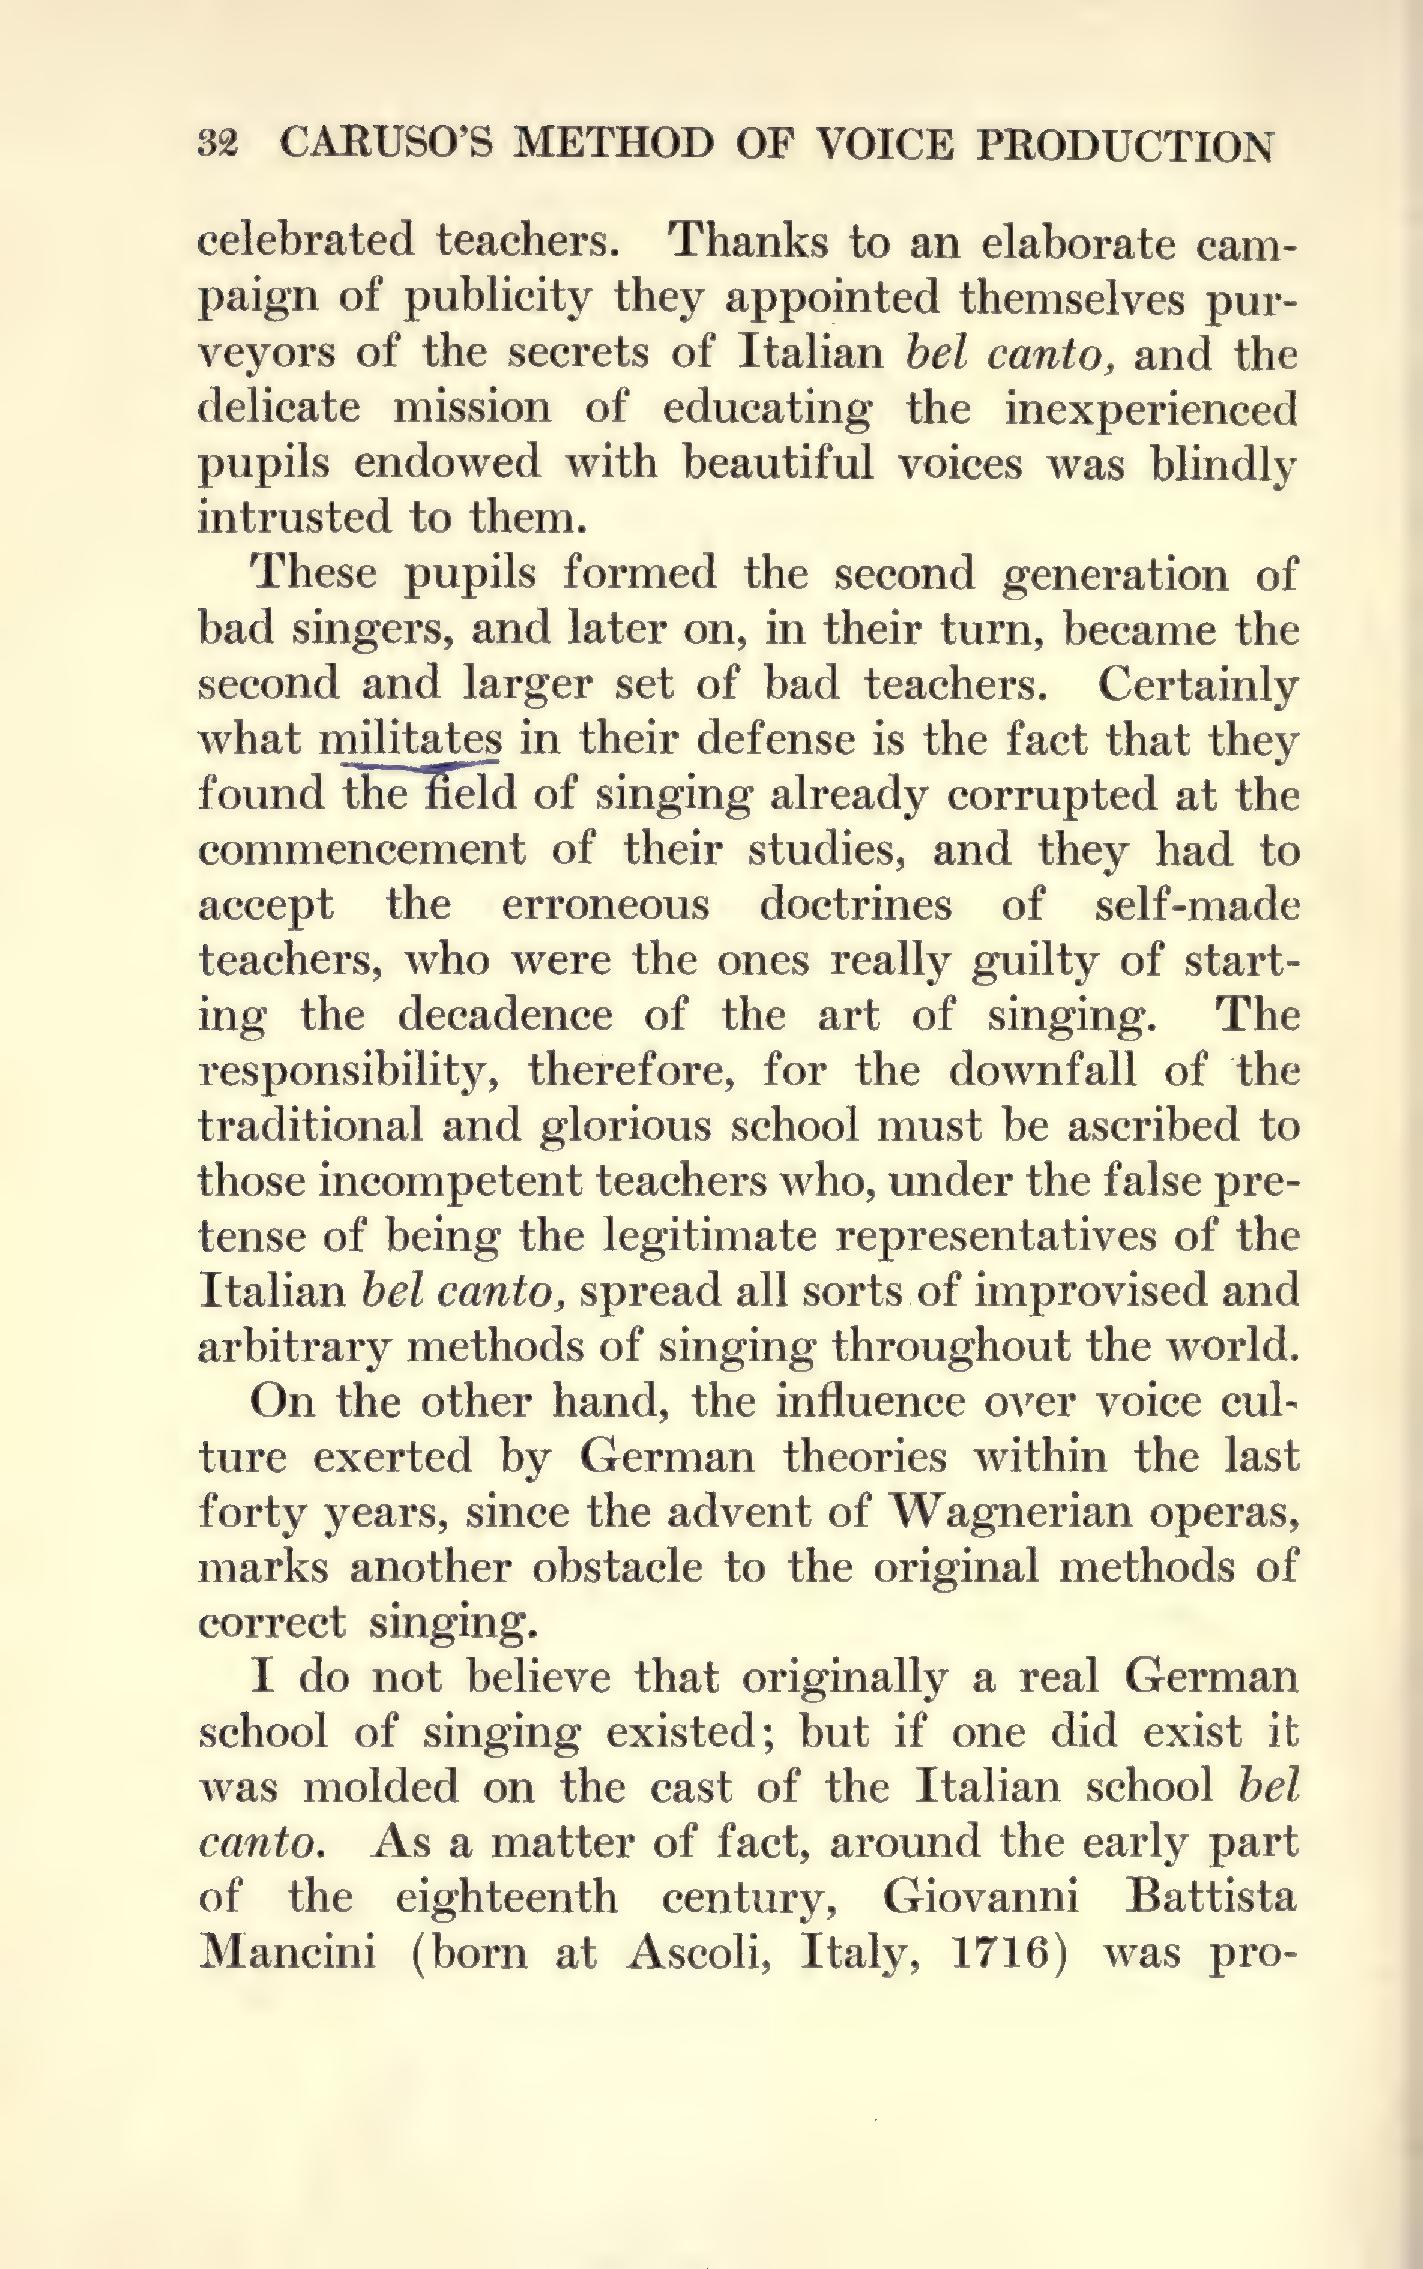 32 CARUSO'S METHOD OF VOICE PRODUCTION
celebrated teachers. Thanks to an elaborate cam-
paign of publicity they appointed themselves pur-
veyors of the secrets of Italian bel canto, and the
delicate mission of educating the inexperienced
pupils endowed with beautiful voices was blindly
intrusted to them.
These pupils formed the second generation of
bad singers, and later on, in their turn, became the
second and larger set of bad teachers. Certainly
what militates in their defense is the fact that they
found the field of singing already corrupted at the
commencement of their studies, and they had to
accept the erroneous doctrines of self-made
teachers, who were the ones really guilty of start-
ing the decadence of the art of singing. The
responsibility, therefore, for the downfall of the
traditional and glorious school must be ascribed to
those incompetent teachers who, under the false pre-
tense of being the legitimate representatives of the
Italian bel canto, spread all sorts of improvised and
arbitrary methods of singing throughout the world.
On the other hand, the influence over voice cul-
ture exerted by German theories within the last
forty years, since the advent of Wagnerian operas,
marks another obstacle to the original methods of
correct singing.
I do not believe that originally a real German
school of singing existed; but if one did exist it
was molded on the cast of the Italian school bel
canto. As a matter of fact, around the early part
of the eighteenth century, Giovanni Battista
Mancini (born at Ascoli, Italy, 1716) was pro-